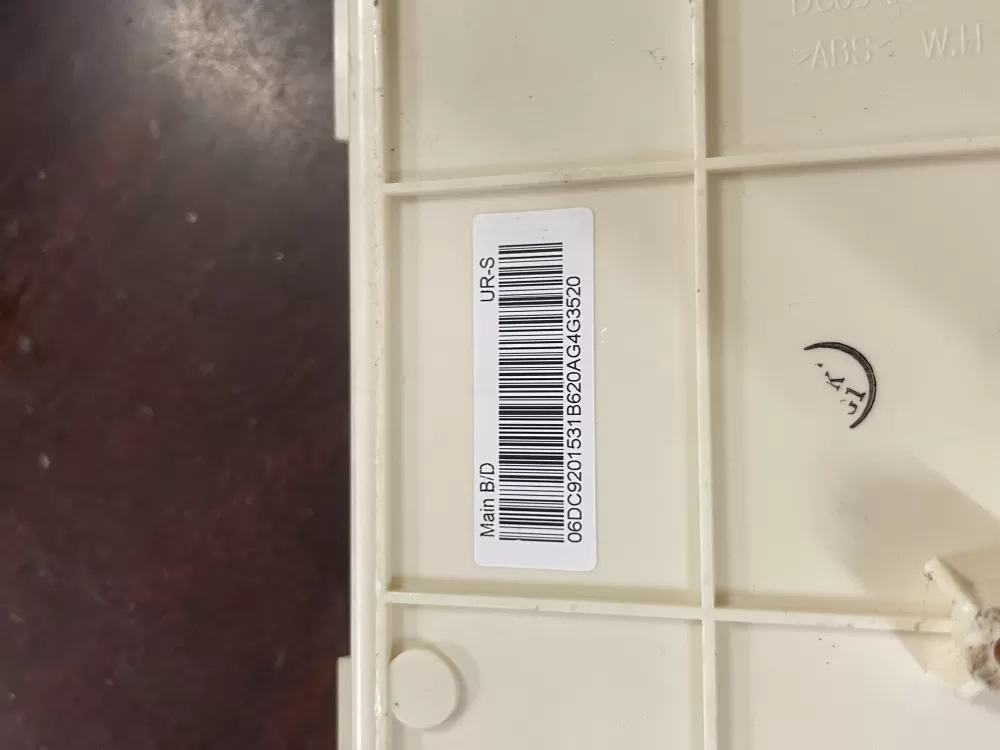 Main B/D UR-S
06DC9201531B620AG4G3520
>ABS< W.H